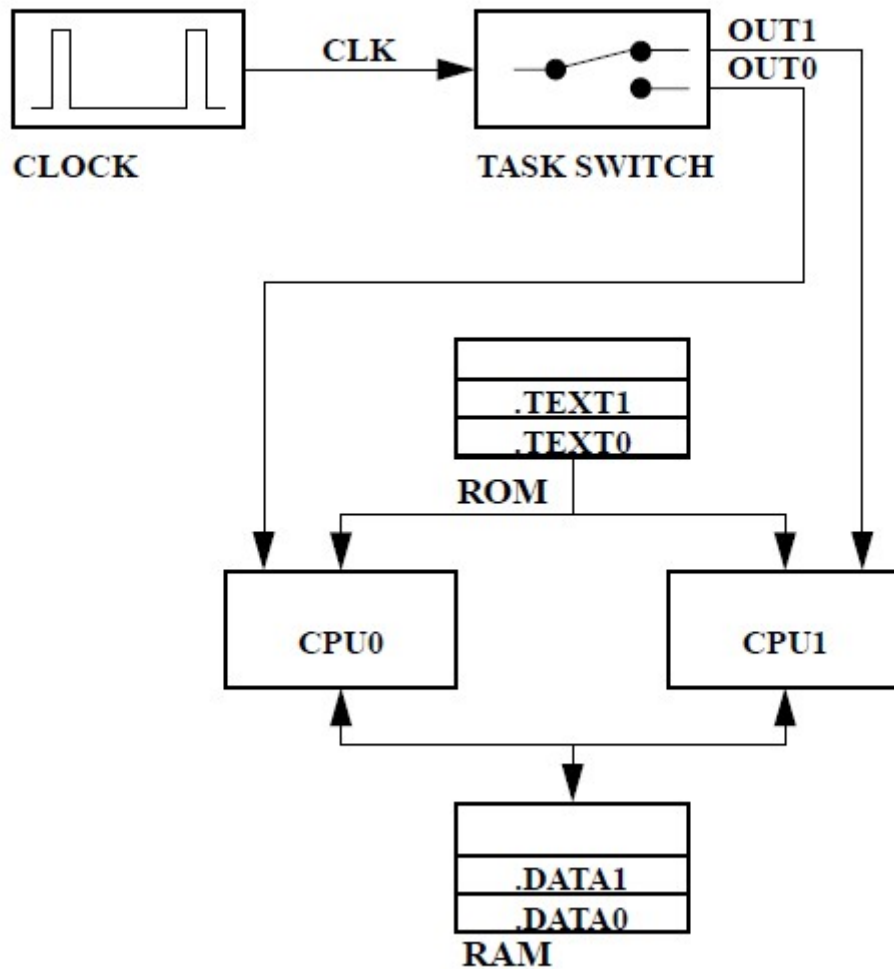 CLK
OUT1
OUT0
CLOCK
TASK SWITCH
.TEXT1
.TEXT0
ROM
CPU0
CPU1
.DATA1
.DATA0
RAM